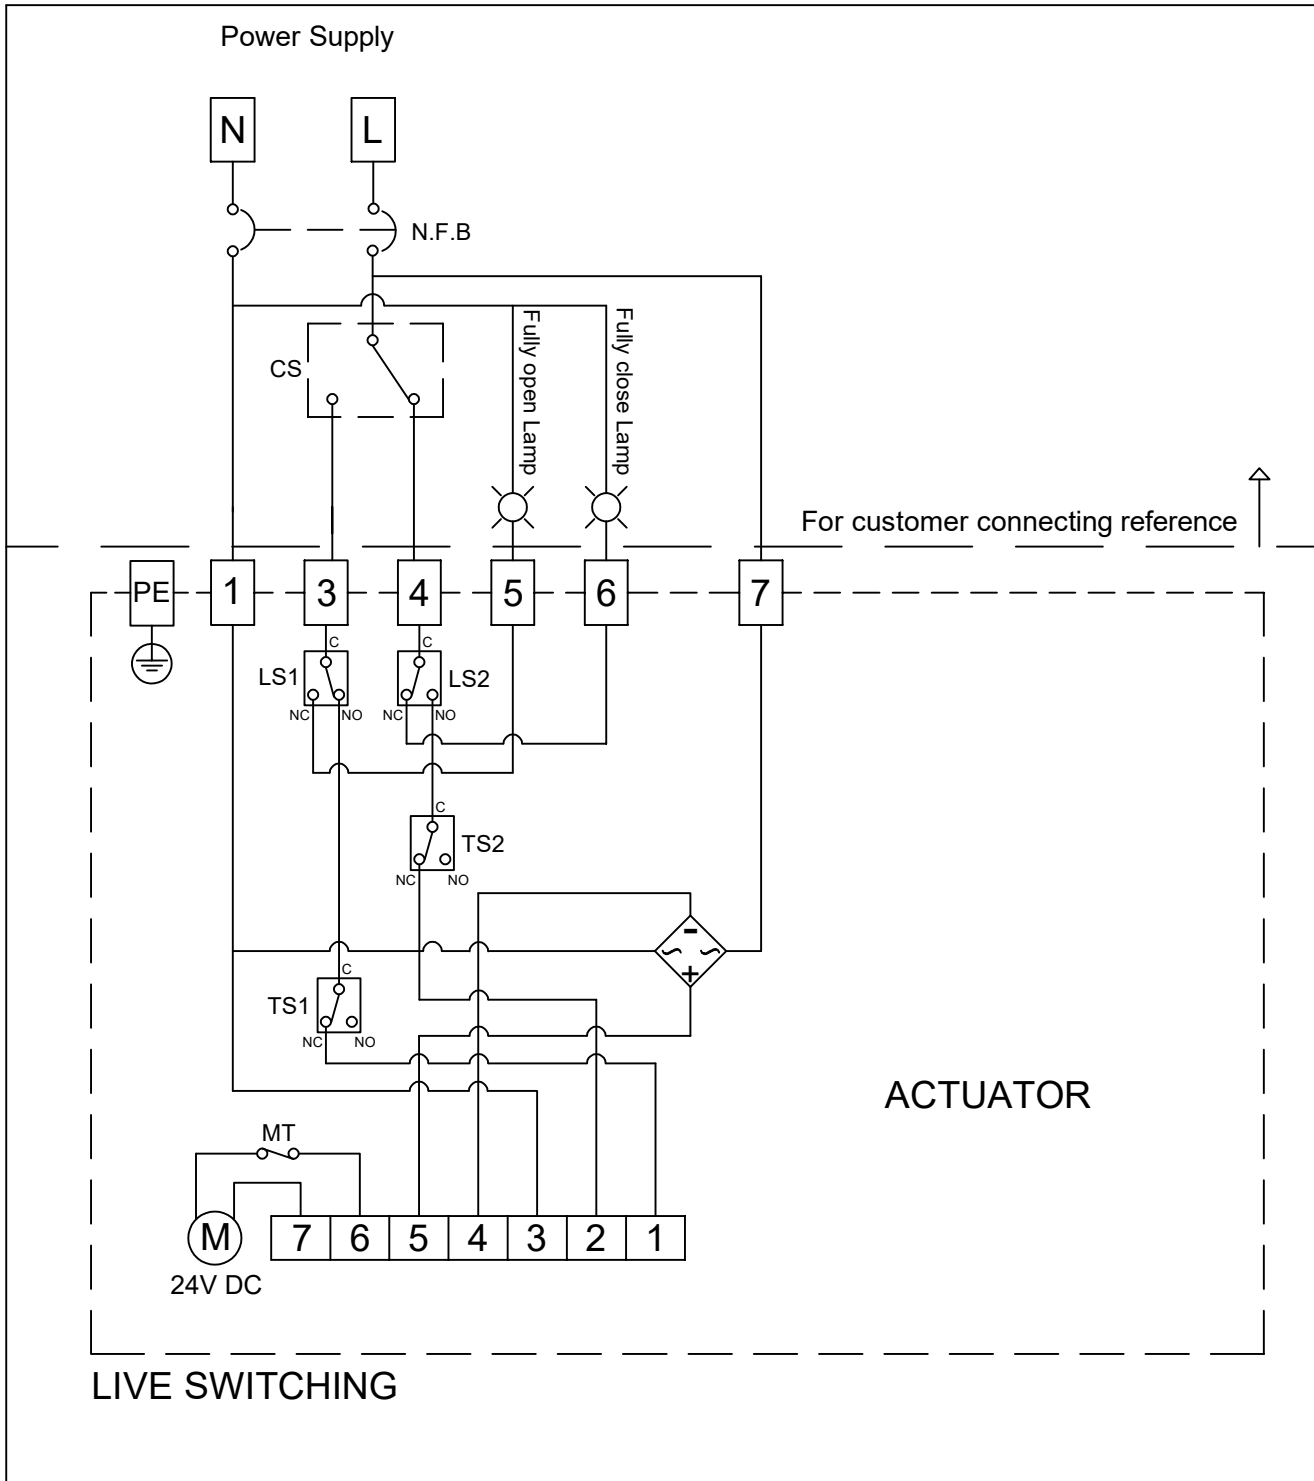 Power Supply
N L
N.F.B
CS
Fully open Lamp
Fully close Lamp
For customer connecting reference
PE 1 3 4 5 6 7
C C
LS1 LS2
NC NO NC NO
C
TS2
NC NO
-
+
C
TS1
NC NO
ACTUATOR
MT
M 7 6 5 4 3 2 1
24V DC
LIVE SWITCHING